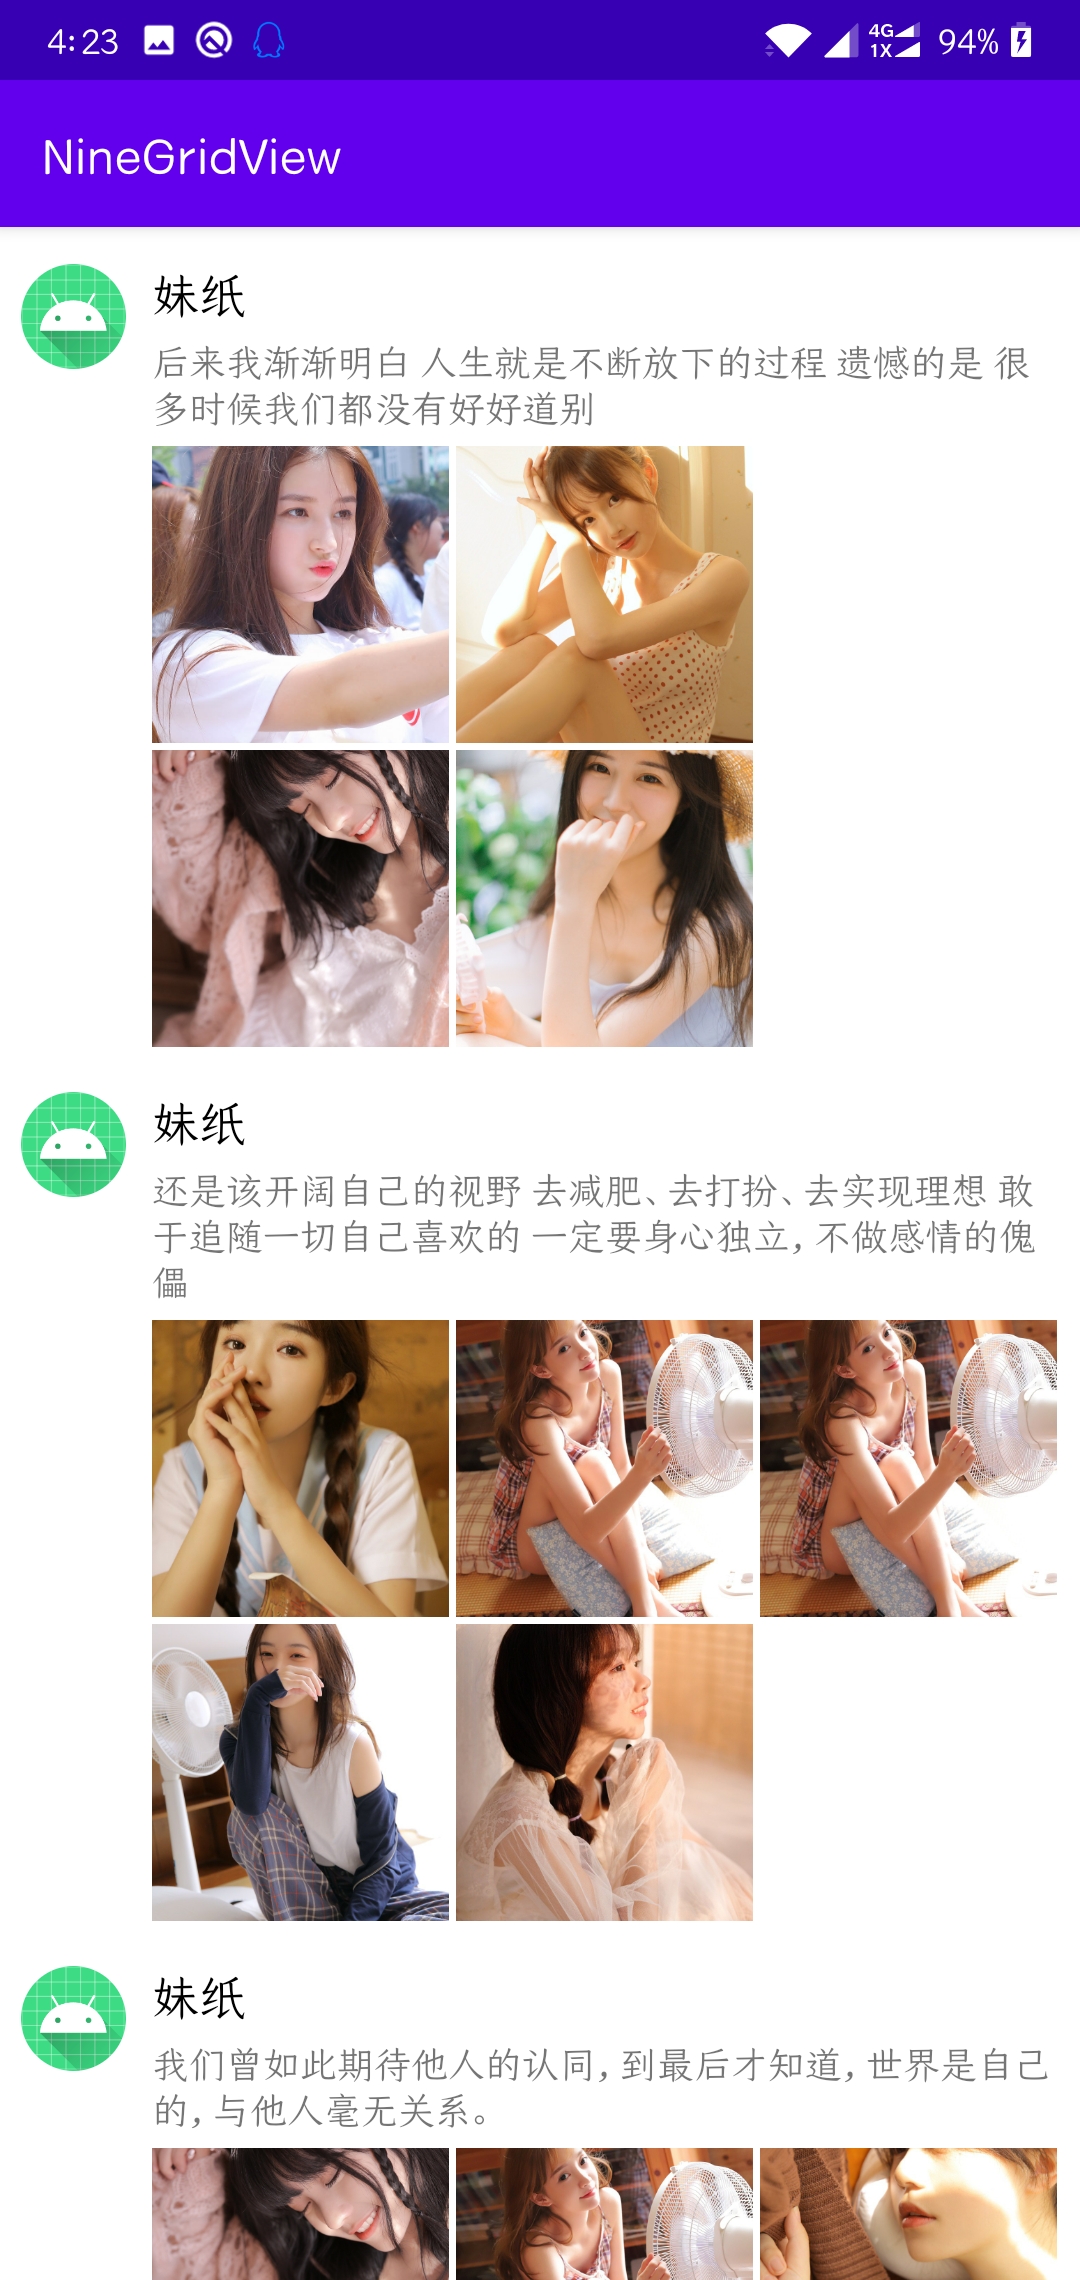 4:23
4G
1X
94%
NineGridView
妹纸
后来我渐渐明白 人生就是不断放下的过程 遗憾的是 很
多时候我们都没有好好道别
妹纸
还是该开阔自己的视野 去减肥、去打扮、去实现理想 敢
于追随一切自己喜欢的 一定要身心独立, 不做感情的傀
儡
妹纸
我们曾如此期待他人的认同, 到最后才知道, 世界是自己
的, 与他人毫无关系。